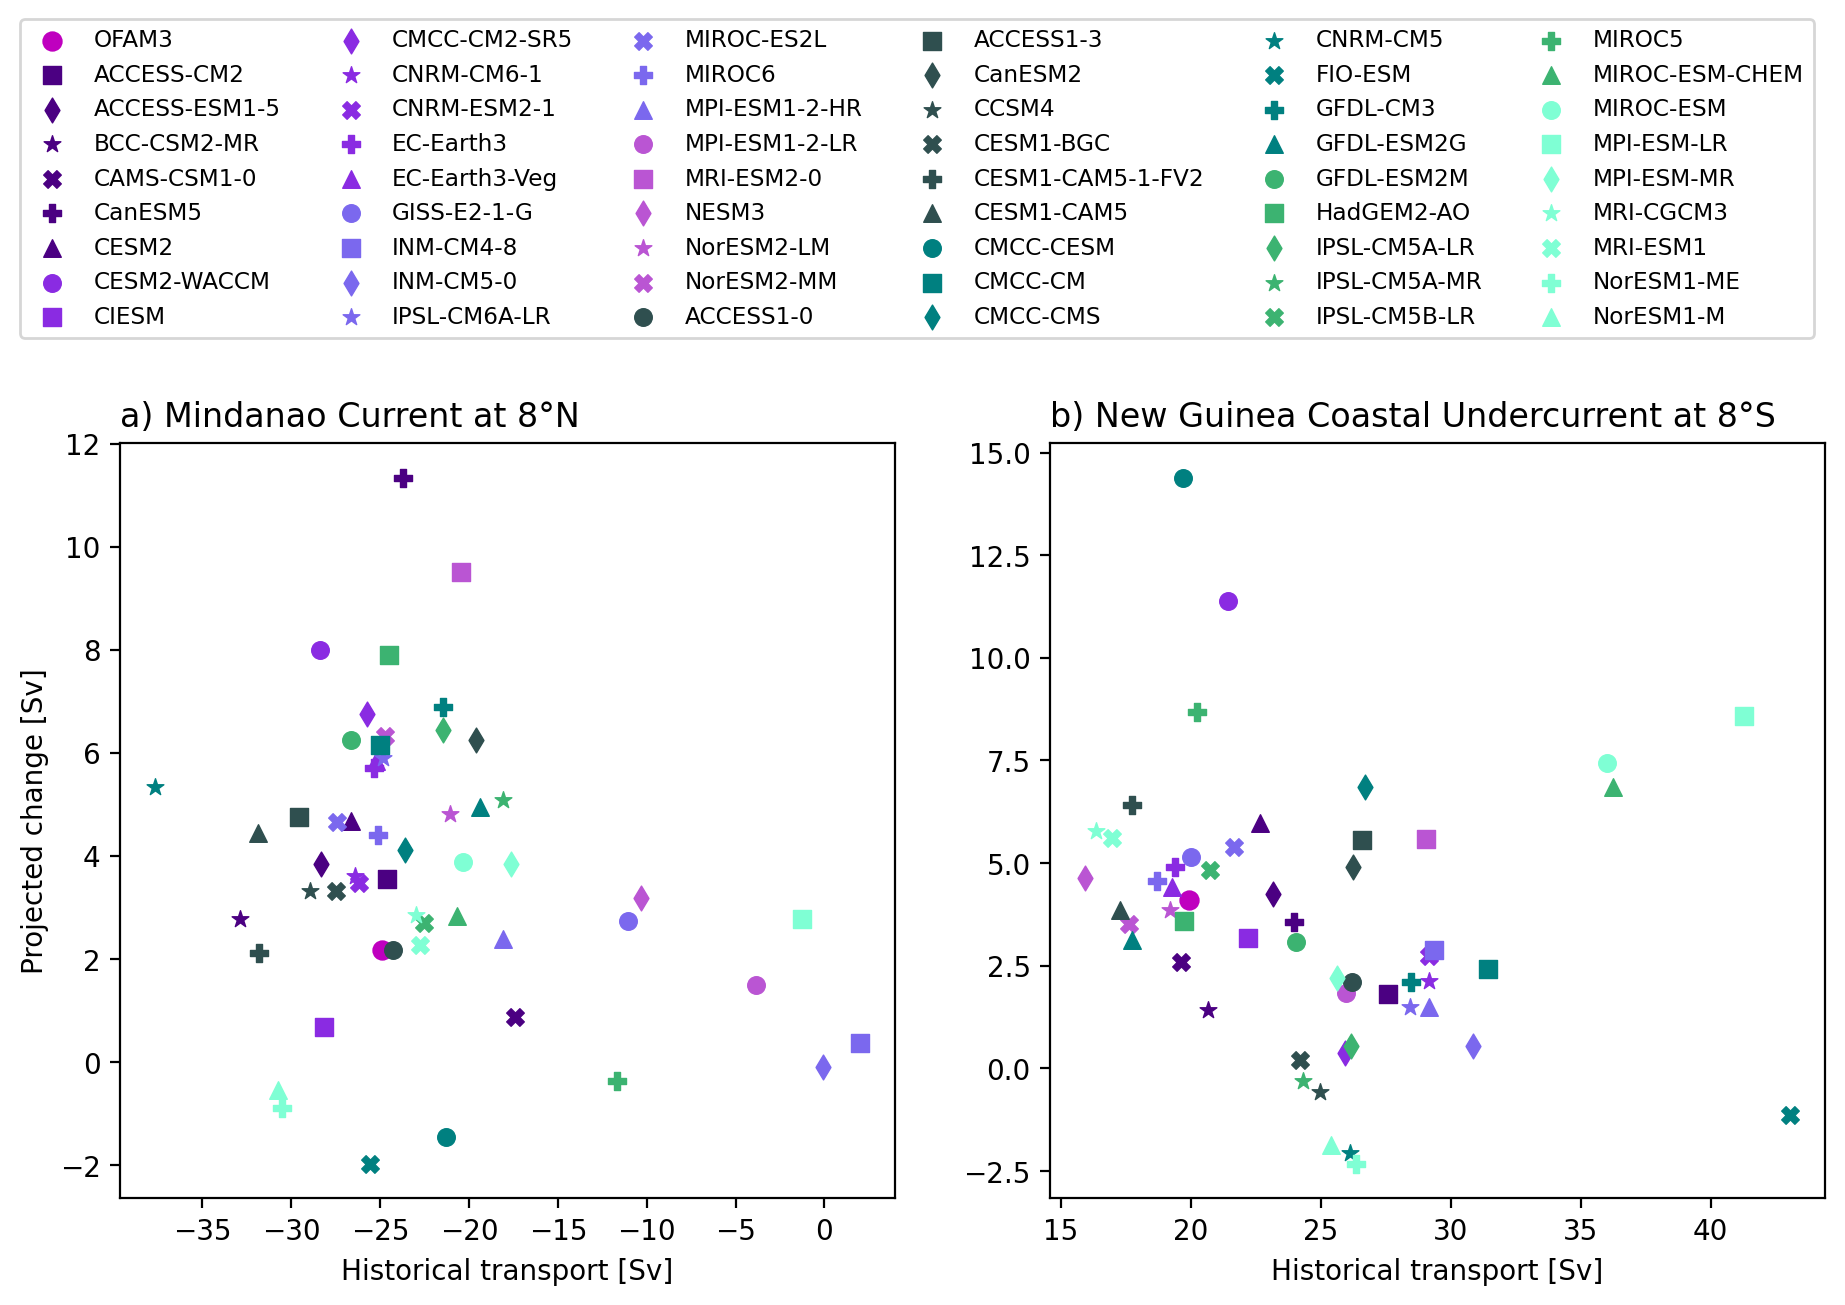 OFAM3
ACCESS-CM2
ACCESS-ESM1-5
BCC-CSM2-MR
CAMS-CSM1-0
CanESM5
CESM2
CESM2-WACCM
CIESM
CMCC-CM2-SR5
CNRM-CM6-1
CNRM-ESM2-1
EC-Earth3
EC-Earth3-Veg
GISS-E2-1-G
INM-CM4-8
INM-CM5-0
IPSL-CM6A-LR
MIROC-ES2L
MIROC6
MPI-ESM1-2-HR
MPI-ESM1-2-LR
MRI-ESM2-0
NESM3
NorESM2-LM
NorESM2-MM
ACCESS1-0
ACCESS1-3
CanESM2
CCSM4
CESM1-BGC
CESM1-CAM5-1-FV2
CESM1-CAM5
CMCC-CESM
CMCC-CM
CMCC-CMS
CNRM-CM5
FIO-ESM
GFDL-CM3
GFDL-ESM2G
GFDL-ESM2M
HadGEM2-AO
IPSL-CM5A-LR
IPSL-CM5A-MR
IPSL-CM5B-LR
MIROC5
MIROC-ESM-CHEM
MIROC-ESM
MPI-ESM-LR
MPI-ESM-MR
MRI-CGCM3
MRI-ESM1
NorESM1-ME
NorESM1-M
a) Mindanao Current at 8°N
12
10
8
6
4
2
0
−2
Projected change [Sv]
−35 −30 −25 −20 −15 −10 −5 0
Historical transport [Sv]
b) New Guinea Coastal Undercurrent at 8°S
15.0
12.5
10.0
7.5
5.0
2.5
0.0
−2.5
15 20 25 30 35 40
Historical transport [Sv]